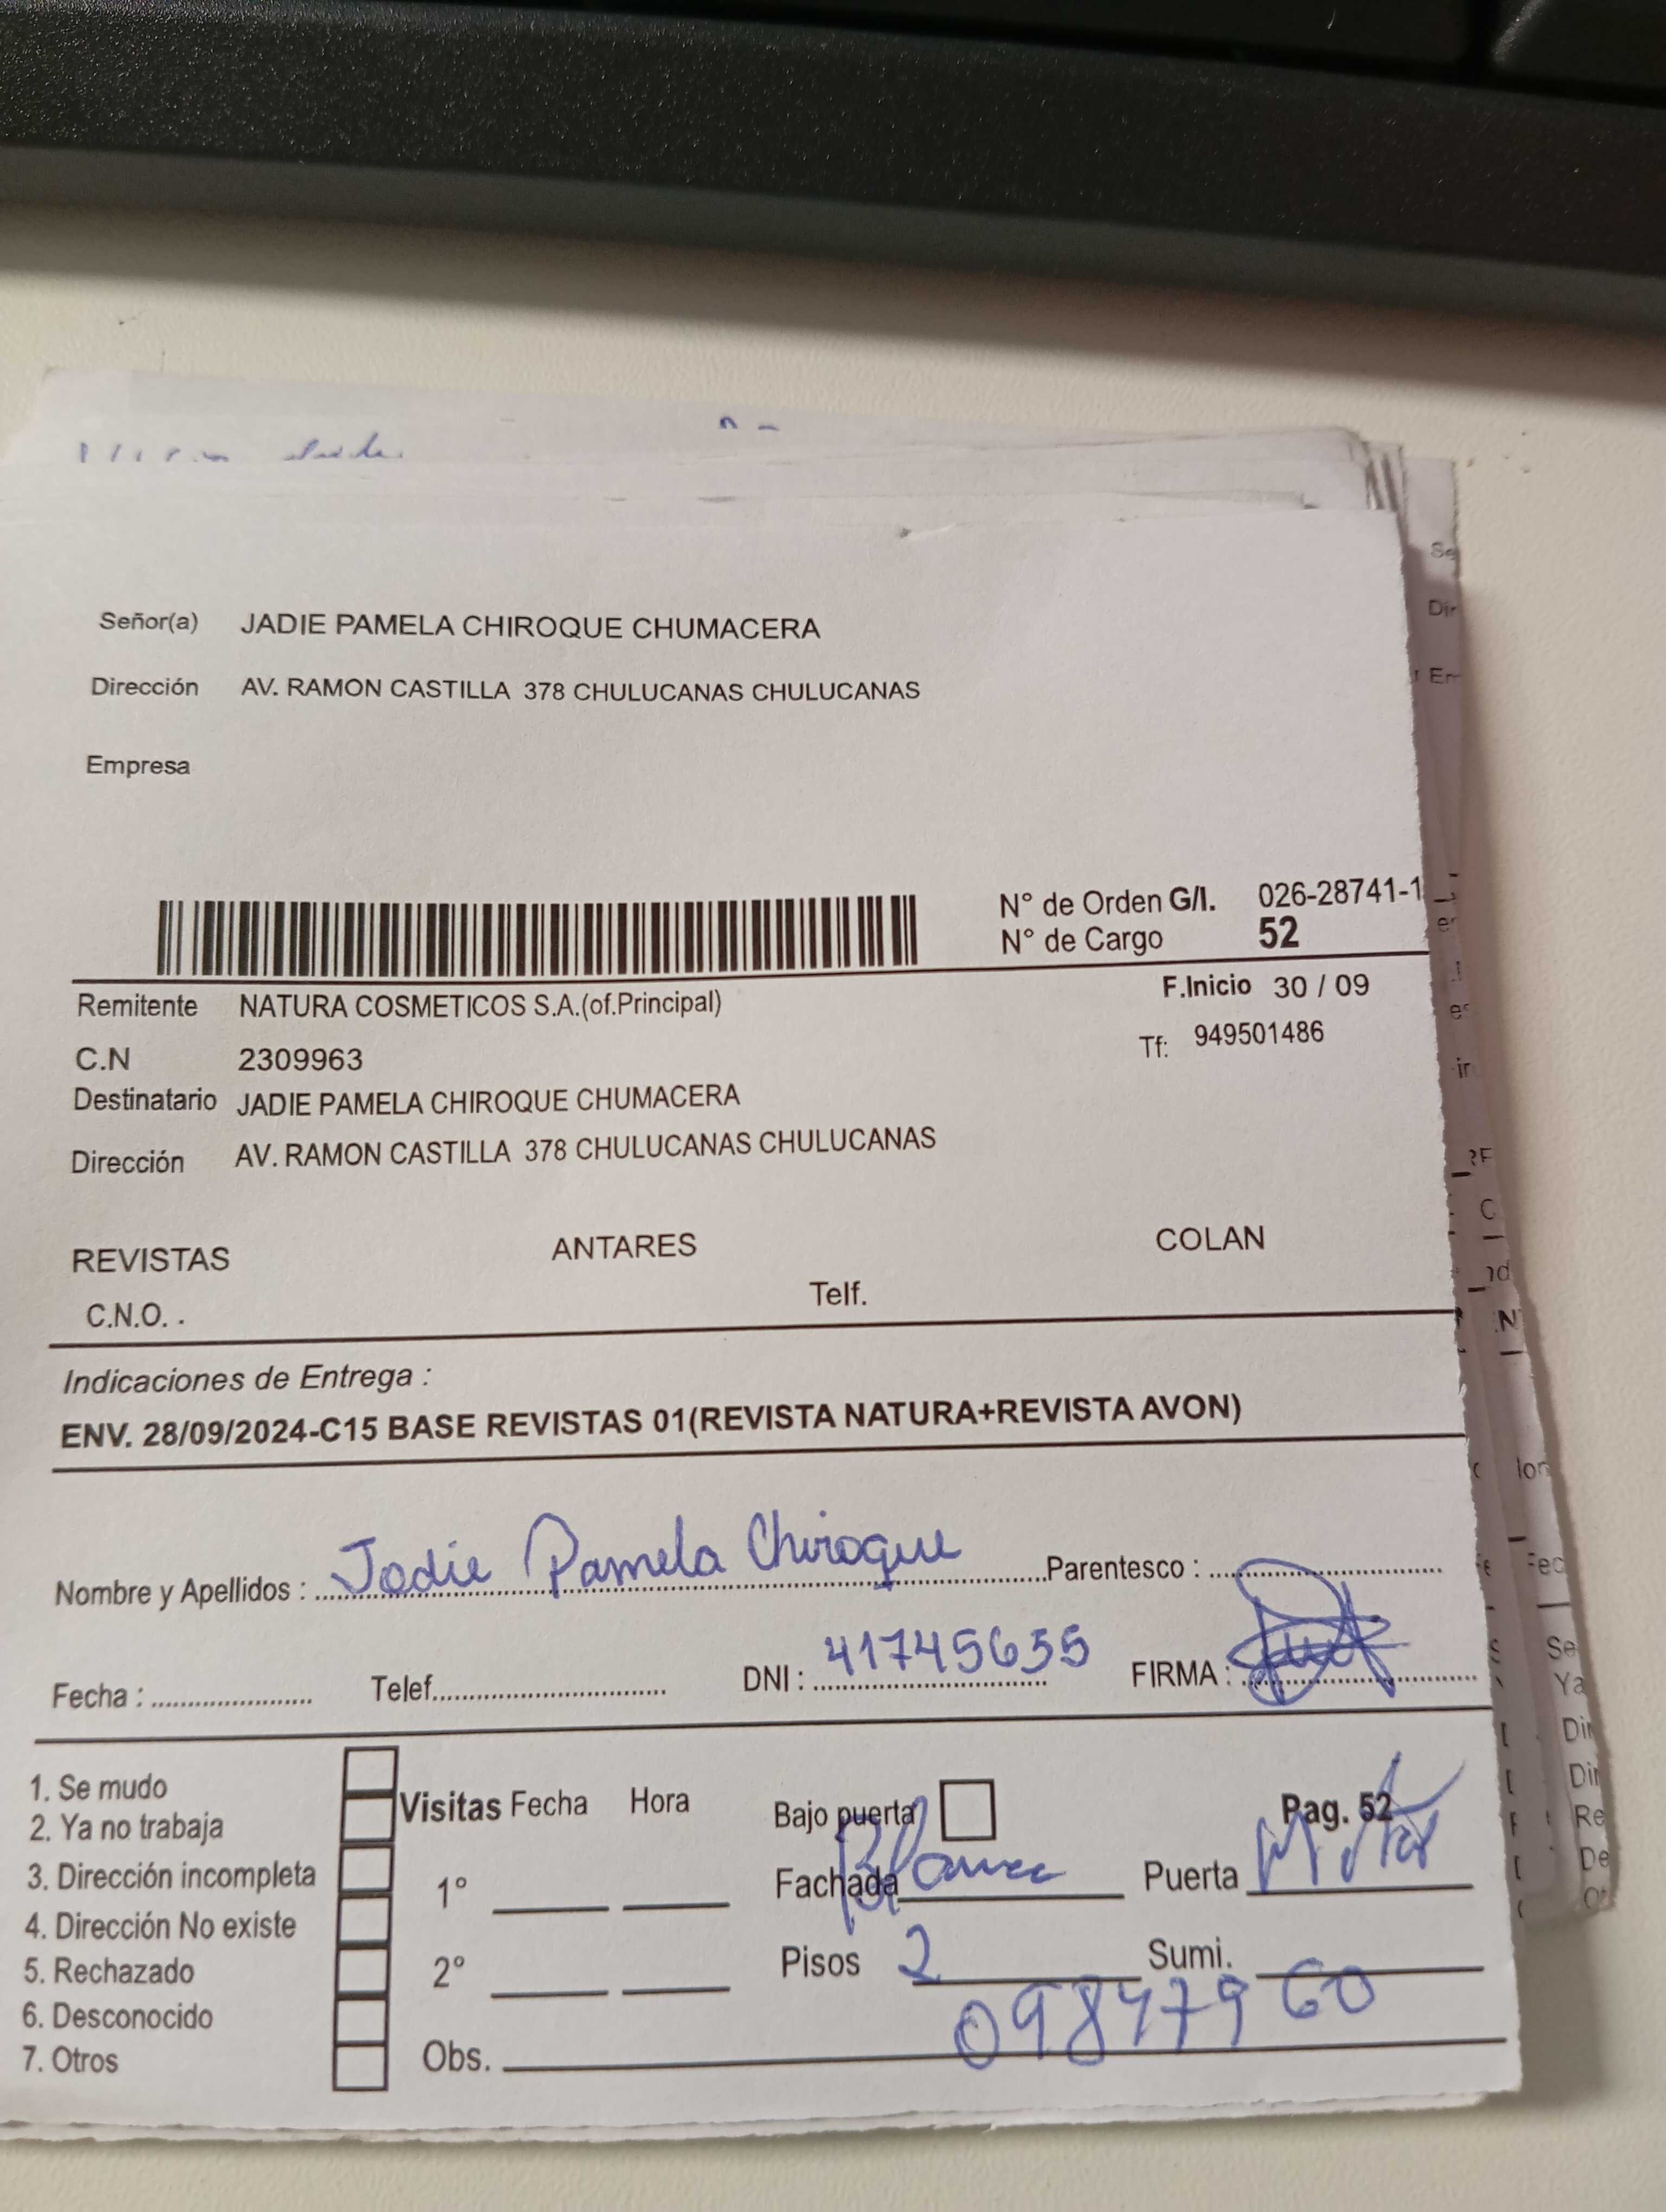 Señor(a) JADIE PAMELA CHIROQUE CHUMACERA
Dirección AV. RAMON CASTILLA 378 CHULUCANAS CHULUCANAS
Empresa
N° de Orden G/I. 026-28741-1
N° de Cargo 52
Remitente NATURA COSMETICOS S.A.(of.Principal) F.Inicio 30 / 09
C.N 2309963 Tf: 949501486
Destinatario JADIE PAMELA CHIROQUE CHUMACERA
Dirección AV. RAMON CASTILLA 378 CHULUCANAS CHULUCANAS
REVISTAS ANTARES COLAN
C.N.O. . Telf.
Indicaciones de Entrega :
ENV. 28/09/2024-C15 BASE REVISTAS 01(REVISTA NATURA+REVISTA AVON)
Nombre y Apellidos : Jadie Pamela Chiroque Parentesco :
Fecha : Telef. DNI : 41745635 FIRMA :
1. Se mudo
2. Ya no trabaja
3. Dirección incompleta
4. Dirección No existe
5. Rechazado
6. Desconocido
7. Otros
Visitas Fecha Hora
1°
2°
Bajo puerta Pag. 52
Fachada Blanca Puerta
Pisos 2 Sumi. 09847960
Obs.